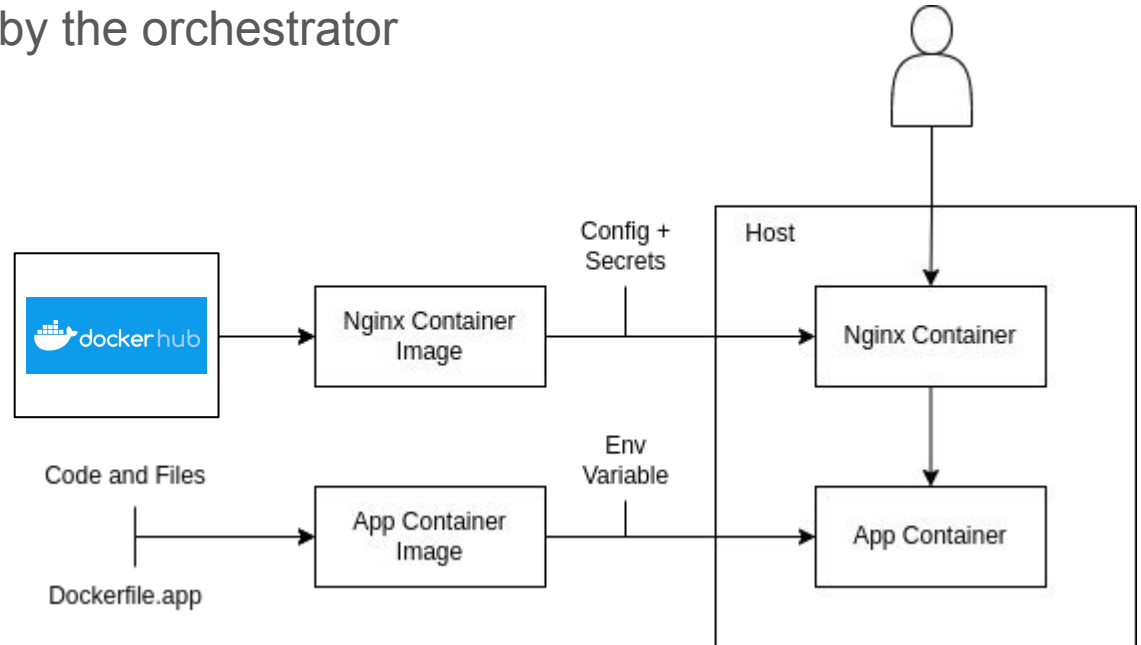 by the orchestrator
Config +
Secrets
Host
dockerhub
Nginx Container
Image
Nginx Container
Code and Files
Env
Variable
App Container
Image
App Container
Dockerfile.app